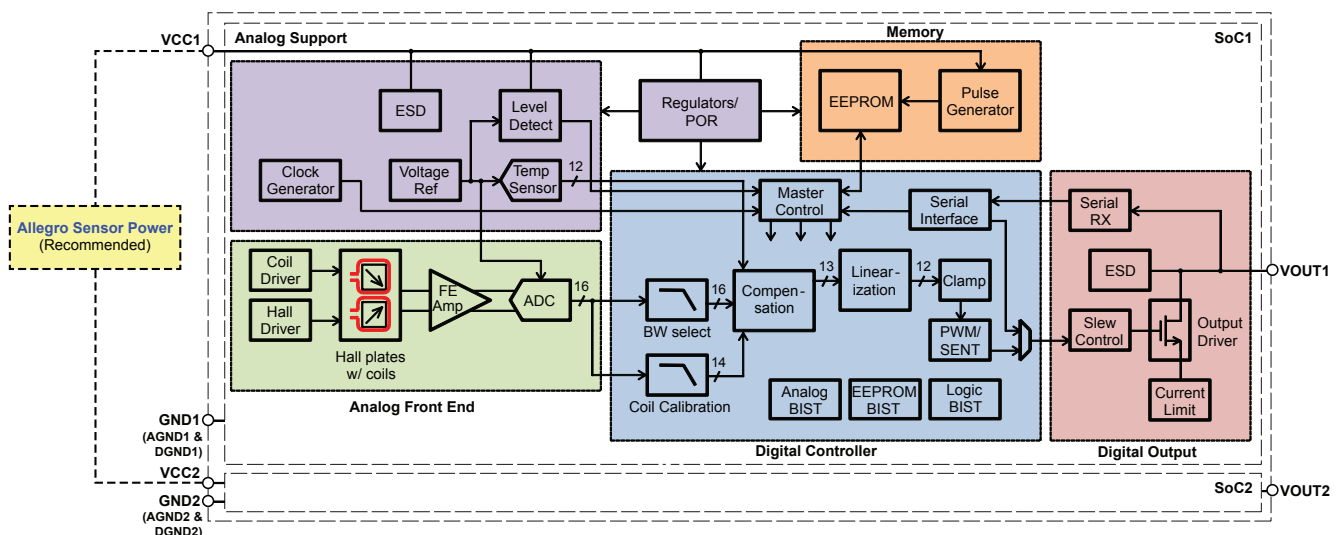 VCC1
Analog Support
Memory
SoC1
ESD
Level
Detect
Regulators/
POR
EEPROM
Pulse
Generator
Clock
Generator
Voltage
Ref
Temp
Sensor
12
Master
Control
Serial
Interface
Serial
RX
Allegro Sensor Power
(Recommended)
Coil
Driver
Hall
Driver
FE
Amp
ADC
16
Hall plates
w/ coils
Analog Front End
BW select
16
Coil Calibration
14
Compen-
sation
13
Linear-
ization
12
Clamp
PWM/
SENT
Analog
BIST
EEPROM
BIST
Logic
BIST
Digital Controller
ESD
VOUT1
Slew
Control
Output
Driver
Current
Limit
Digital Output
GND1
(AGND1 &
DGND1)
VCC2
GND2
(AGND2 &
DGND2)
SoC2
VOUT2